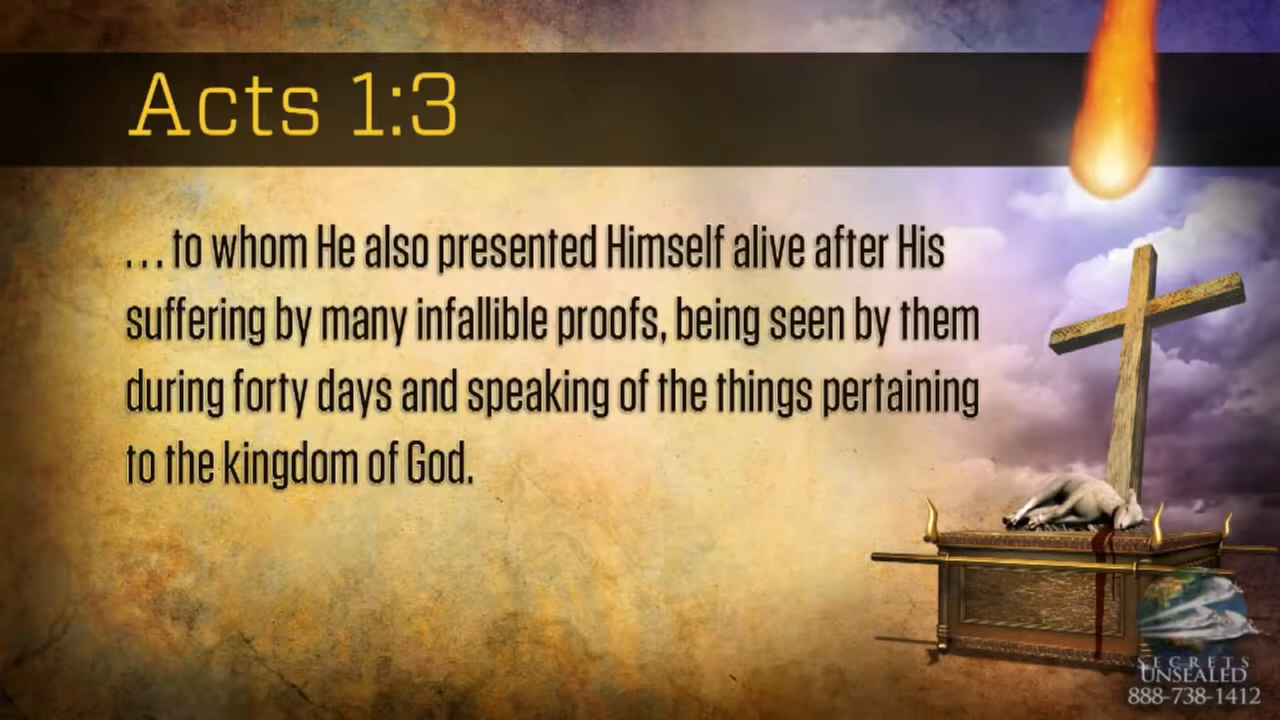 Acts 1:3
... to whom He also presented Himself alive after His
suffering by many infallible proofs, being seen by them
during forty days and speaking of the things pertaining
to the kingdom of God.
SECRETS
UNSEALED
888-738-1412